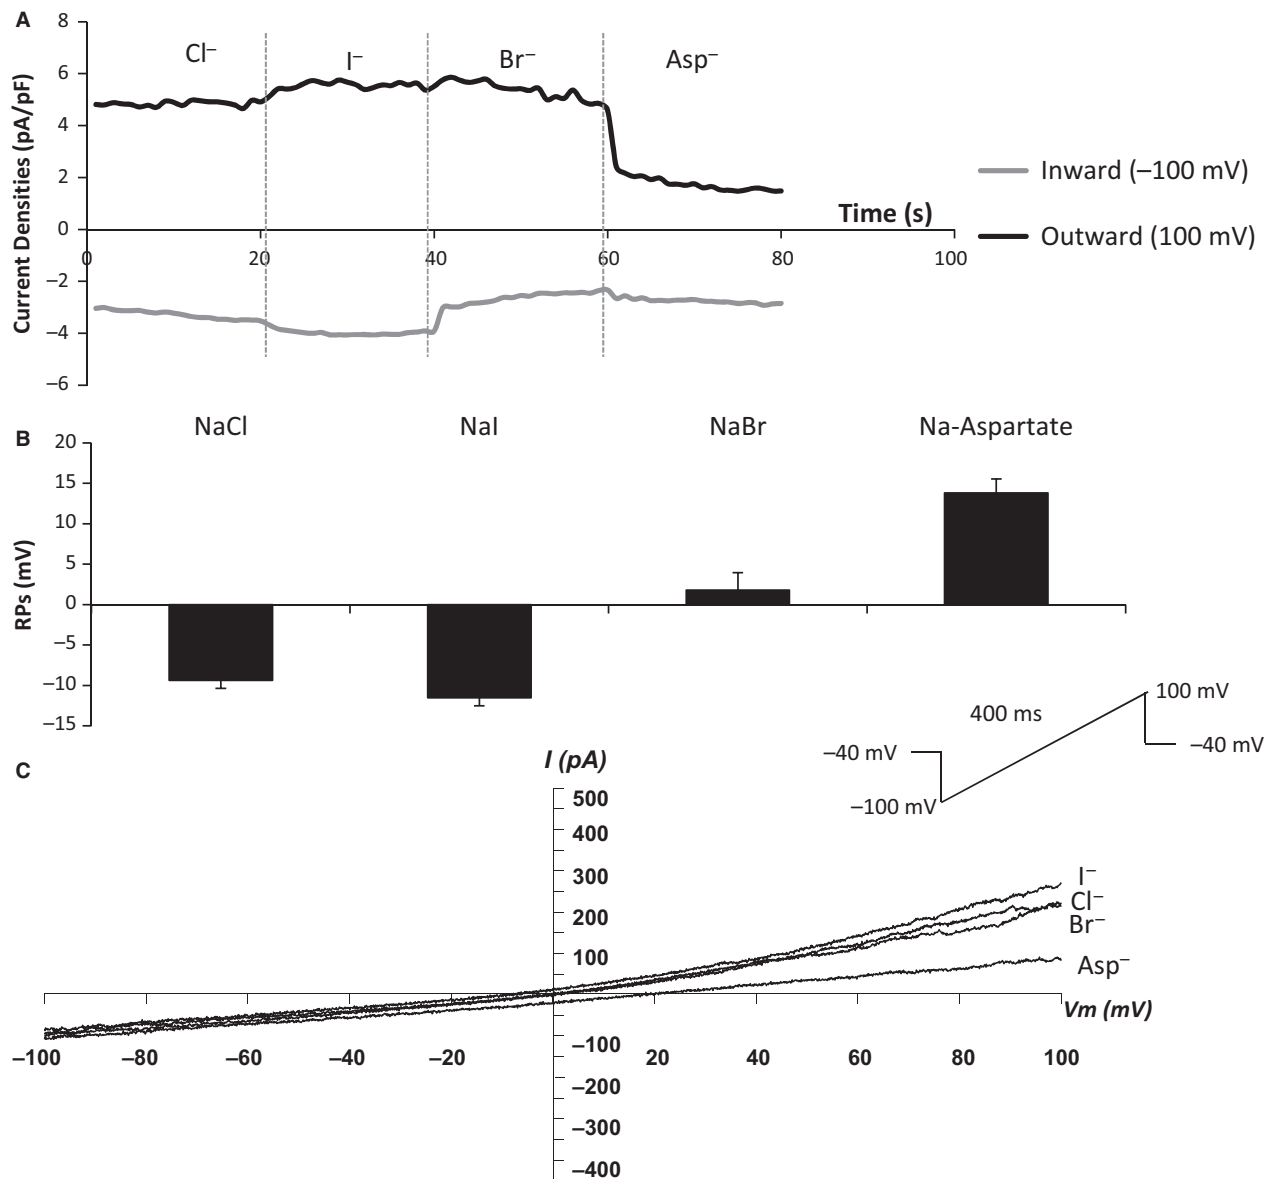 A
Current Densities (pA/pF)
8
6
4
2
0
–2
–4
–6
Cl–
I–
Br–
Asp–
Time (s)
0 20 40 60 80 100
Inward (–100 mV)
Outward (100 mV)
B
NaCl NaI NaBr Na-Aspartate
RPs (mV)
20
15
10
5
0
–5
–10
–15
400 ms
100 mV
–40 mV
–40 mV
–100 mV
C
I (pA)
500
400
300
200
100
I–
Cl–
Br–
Asp–
Vm (mV)
–100 –80 –60 –40 –20 20 40 60 80 100
–100
–200
–300
–400